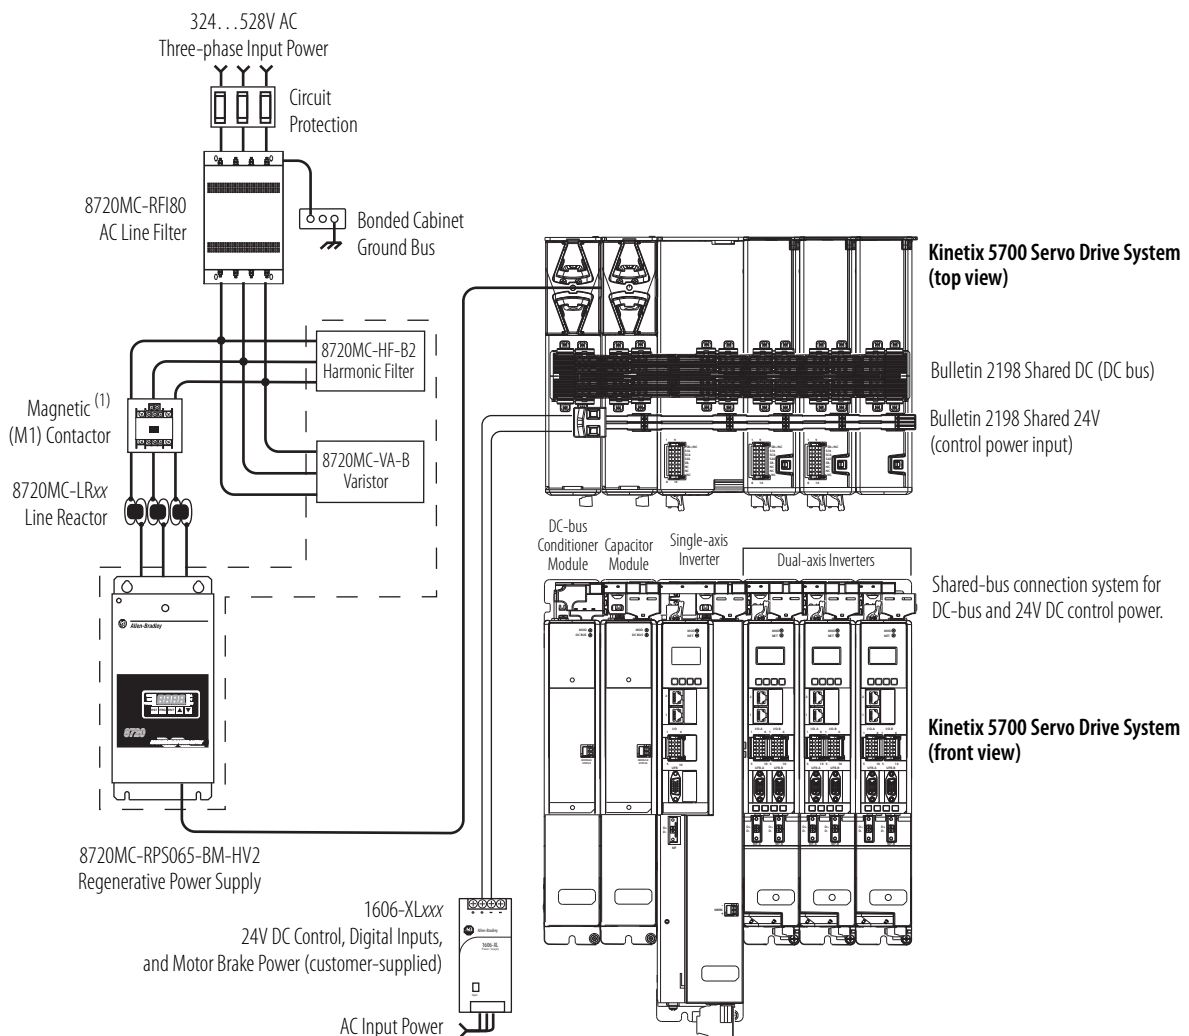 324...528V AC
Three-phase Input Power
Circuit
Protection
8720MC-RFI80
AC Line Filter
Bonded Cabinet
Ground Bus
Kinetix 5700 Servo Drive System
(top view)
8720MC-HF-B2
Harmonic Filter
Bulletin 2198 Shared DC (DC bus)
Magnetic (1)
(M1) Contactor
Bulletin 2198 Shared 24V
(control power input)
8720MC-VA-B
Varistor
8720MC-LRxx
Line Reactor
DC-bus
Conditioner
Module
Capacitor
Module
Single-axis
Inverter
Dual-axis Inverters
Shared-bus connection system for
DC-bus and 24V DC control power.
Allen-Bradley
8720
Kinetix 5700 Servo Drive System
(front view)
8720MC-RPS065-BM-HV2
Regenerative Power Supply
1606-XLxxx
24V DC Control, Digital Inputs,
and Motor Brake Power (customer-supplied)
Allen-Bradley
1606-XL
AC Input Power